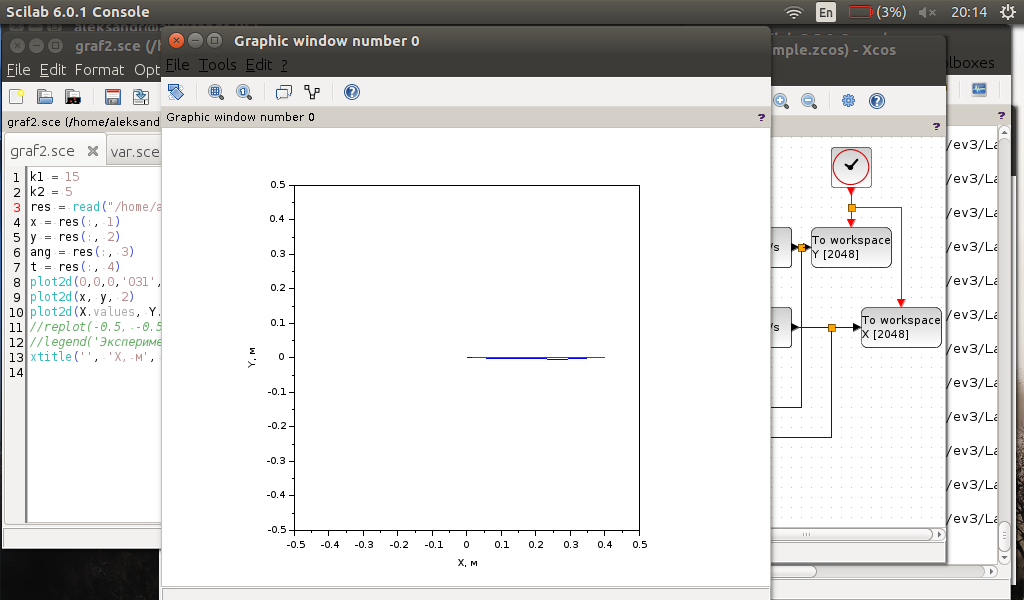 Scilab 6.0.1 Console
En
(3%)
20:14
graf2.sce (/h
File Edit Format Opt
graf2.sce (/home/aleksand
graf2.sce
var.sce
1 k1 = 15
2 k2 = 5
3 res = read("/home/a
4 x = res(:, 1)
5 y = res(:, 2)
6 ang = res(:, 3)
7 t = res(:, 4)
8 plot2d(0,0,0,'031',
9 plot2d(x, y, 2)
10 plot2d(X.values, Y.
11 //replot(-0.5, -0.5
12 //legend('Экспериме
13 xtitle('', 'X, м',
14
Graphic window number 0
File Tools Edit ?
Graphic window number 0
?
0.5
0.4
0.3
0.2
0.1
0
-0.1
-0.2
-0.3
-0.4
-0.5
Y, м
-0.5 -0.4 -0.3 -0.2 -0.1 0 0.1 0.2 0.3 0.4 0.5
X, м
mple.zcos) - Xcos
?
/s
To workspace
Y [2048]
/s
To workspace
X [2048]
lboxes
?
/ev3/La
/ev3/La
/ev3/La
/ev3/La
/ev3/La
/ev3/La
/ev3/La
/ev3/La
/ev3/La
/ev3/La
/ev3/La
/ev3/La